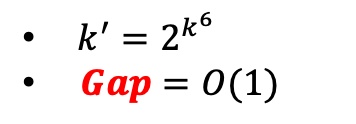 • k′ = 2^{k^6}
• Gap = O(1)